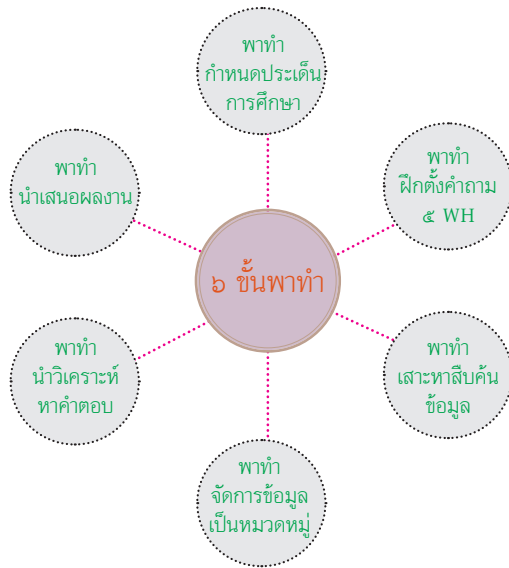 พาทำ
กำหนดประเด็น
การศึกษา
พาทำ
ฝึกตั้งคำถาม
๕ WH
พาทำ
เสาะหาสืบค้น
ข้อมูล
พาทำ
จัดการข้อมูล
เป็นหมวดหมู่
พาทำ
นำวิเคราะห์
หาคำตอบ
พาทำ
นำเสนอผลงาน
๖ ขั้นพาทำ